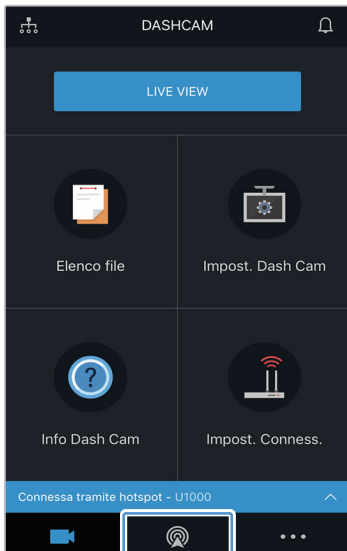 DASHCAM
LIVE VIEW
Elenco file
Impost. Dash Cam
Info Dash Cam
Impost. Conness.
Connessa tramite hotspot - U1000